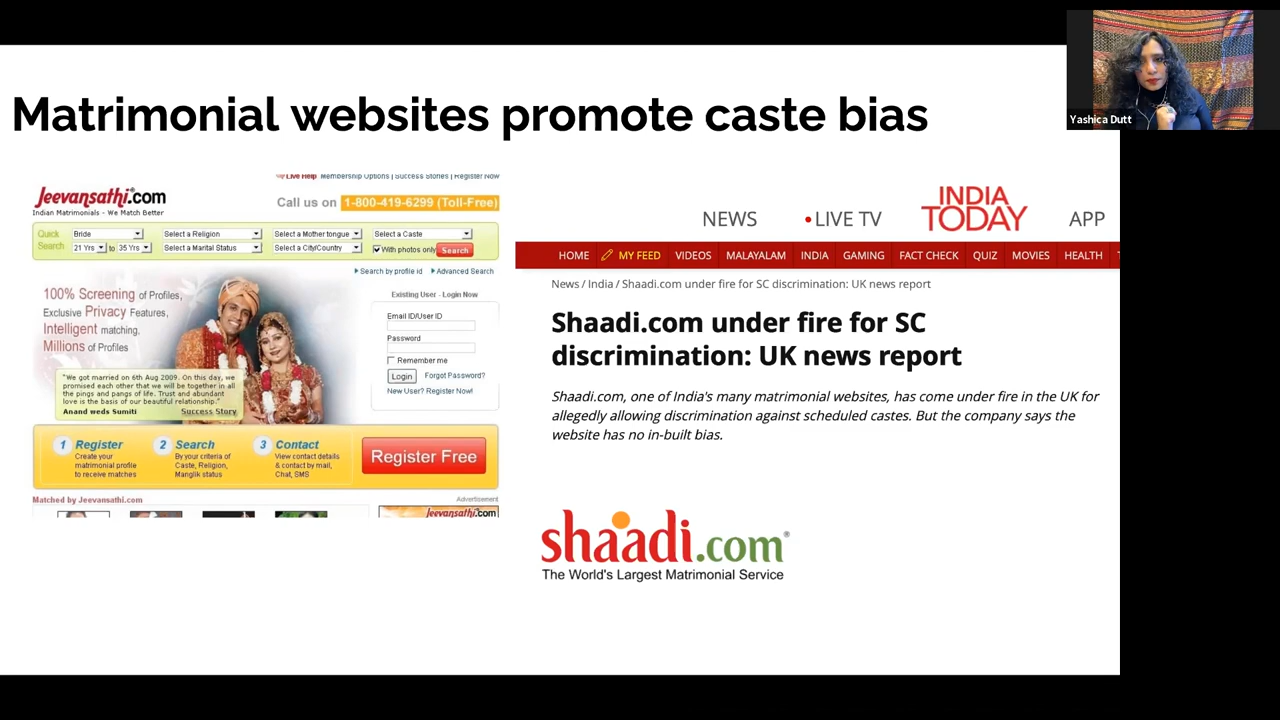 Matrimonial websites promote caste bias
Yashica Dutt
Jeevansathi.com
Indian Matrimonials - We Match Better
Live Help Membership Options | Success Stories | Register Now
Call us on 1-800-419-6299 (Toll-Free)
Quick Search
Bride
Select a Religion
Select a Mother tongue
Select a Caste
21 Yrs to 35 Yrs
Select a Marital Status
Select a City/Country
With photos only
Search
Search by profile id Advanced Search
100% Screening of Profiles,
Exclusive Privacy Features,
Intelligent matching,
Millions of Profiles
Existing User - Login Now
Email ID/User ID
Password
Remember me
Login Forgot Password?
New User? Register Now!
"We got married on 6th Aug 2009. On this day, we
promised each other that we will be together in all
the pings and pangs of life. Trust and abundant
love is the basis of our beautiful relationship."
Anand weds Sumiti Success Story
1 Register
Create your
matrimonial profile
to receive matches
2 Search
By your criteria of
Caste, Religion,
Manglik status
3 Contact
View contact details
& contact by mail,
Chat, SMS
Register Free
Matched by Jeevansathi.com
Advertisement
Jeevansathi.com
NEWS LIVE TV INDIA TODAY APP
HOME MY FEED VIDEOS MALAYALAM INDIA GAMING FACT CHECK QUIZ MOVIES HEALTH
News / India / Shaadi.com under fire for SC discrimination: UK news report
Shaadi.com under fire for SC
discrimination: UK news report
Shaadi.com, one of India's many matrimonial websites, has come under fire in the UK for
allegedly allowing discrimination against scheduled castes. But the company says the
website has no in-built bias.
shaadi.com®
The World's Largest Matrimonial Service